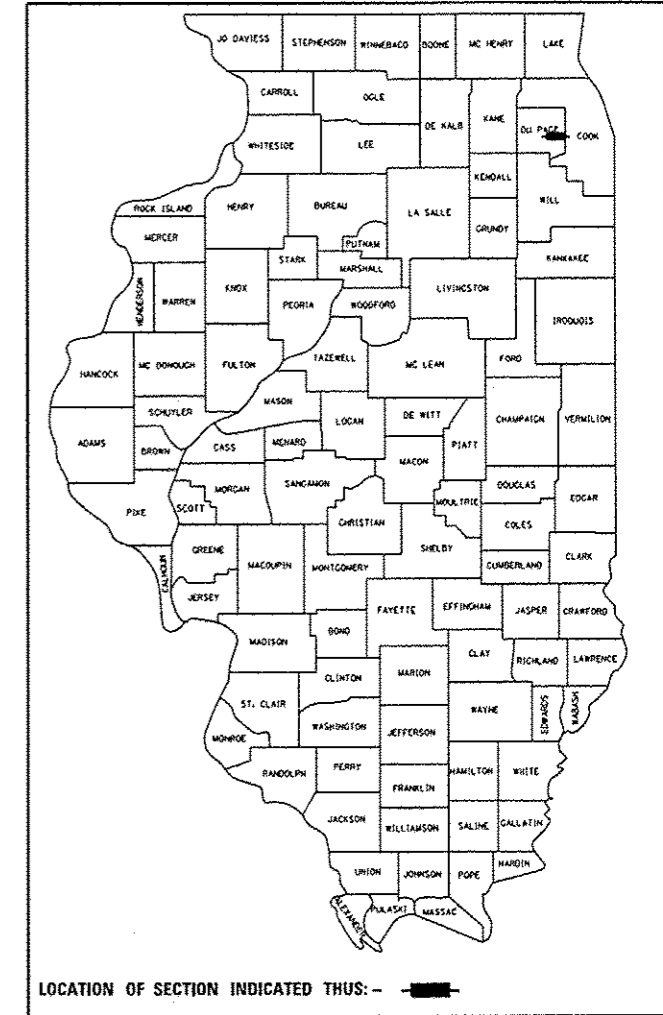 JO DAVIESS STEPHENSON WINNEBAGO BOONE MC HENRY LAKE
CARROLL OGLE DE KALB KANE DU PAGE COOK
WHITESIDE LEE
KENDALL WILL
ROCK ISLAND HENRY BUREAU LA SALLE
GRUNDY
MERCER PUTNAM KANKAKEE
STARK MARSHALL
HENDERSON WARREN KNOX PEORIA WOODFORD LIVINGSTON IROQUOIS
HANCOCK MC DONOUGH FULTON TAZEWELL MC LEAN FORD
SCHUYLER MASON LOGAN DE WITT CHAMPAIGN VERMILION
ADAMS BROWN CASS MENARD MACON PIATT
PIKE SCOTT MORGAN SANGAMON MOULTRIE DOUGLAS EDGAR
CHRISTIAN COLES
CALHOUN GREENE MACOUPIN MONTGOMERY SHELBY CUMBERLAND CLARK
JERSEY FAYETTE EFFINGHAM JASPER CRAWFORD
MADISON BOND CLAY RICHLAND LAWRENCE
CLINTON MARION
ST. CLAIR WASHINGTON JEFFERSON WAYNE EDWARDS WABASH
MONROE
RANDOLPH PERRY FRANKLIN HAMILTON WHITE
JACKSON WILLIAMSON SALINE GALLATIN
UNION JOHNSON POPE HARDIN
ALEXANDER PULASKI MASSAC
LOCATION OF SECTION INDICATED THUS: -